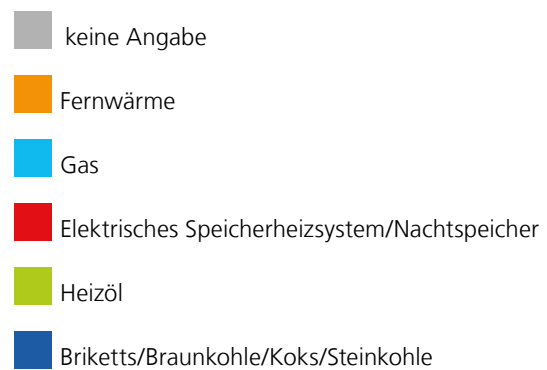 keine Angabe
Fernwärme
Gas
Elektrisches Speicherheizsystem/Nachtspeicher
Heizöl
Briketts/Braunkohle/Koks/Steinkohle